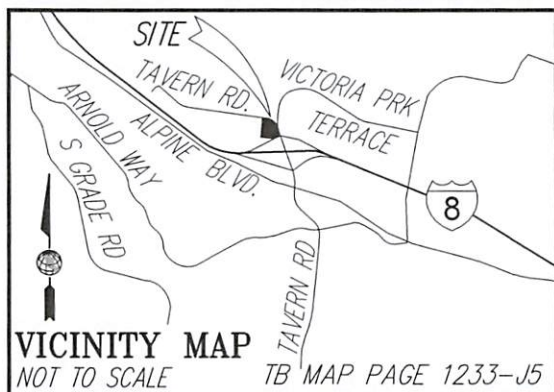 SITE
TAVERN RD.
VICTORIA PRK
TERRACE
ARNOLD WAY
ALPINE BLVD.
S GRADE RD
8
TAVERN RD
VICINITY MAP
NOT TO SCALE
TB MAP PAGE 1233-J5